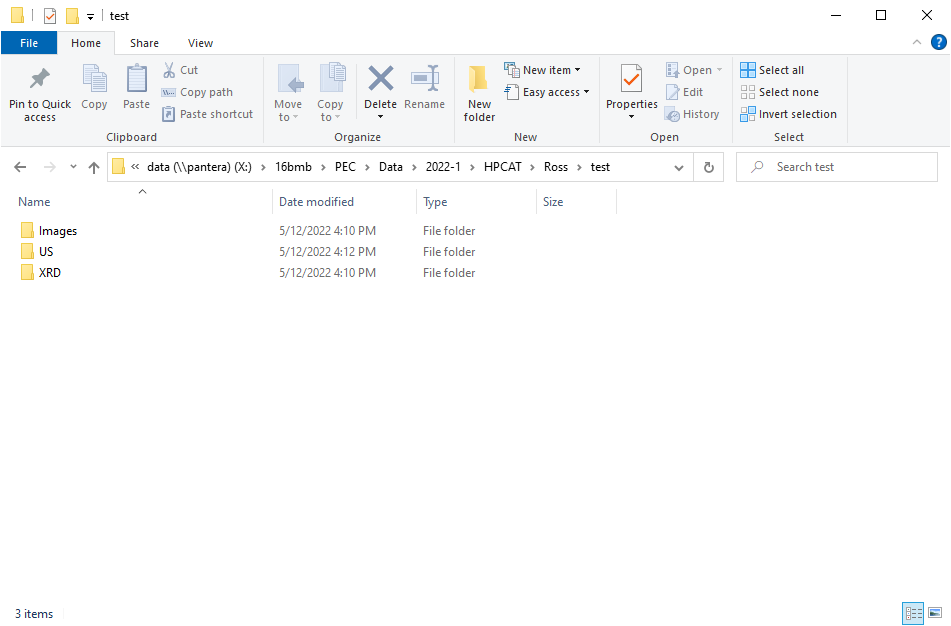 test
File Home Share View
Pin to Quick access
Copy
Paste
Cut
Copy path
Paste shortcut
Clipboard
Move to
Copy to
Delete
Rename
Organize
New folder
New item
Easy access
New
Properties
Open
Edit
History
Open
Select all
Select none
Invert selection
Select
« data (\\pantera) (X:) › 16bmb › PEC › Data › 2022-1 › HPCAT › Ross › test
Search test
Name Date modified Type Size
Images 5/12/2022 4:10 PM File folder
US 5/12/2022 4:12 PM File folder
XRD 5/12/2022 4:10 PM File folder
3 items